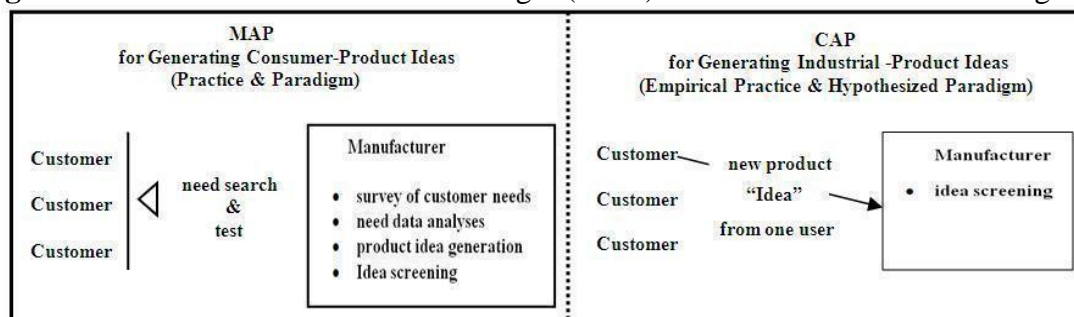 MAP
for Generating Consumer-Product Ideas
(Practice & Paradigm)
Customer
Customer
Customer
need search
&
test
Manufacturer
• survey of customer needs
• need data analyses
• product idea generation
• Idea screening
CAP
for Generating Industrial -Product Ideas
(Empirical Practice & Hypothesized Paradigm)
Customer
Customer
Customer
new product
“Idea”
from one user
Manufacturer
• idea screening